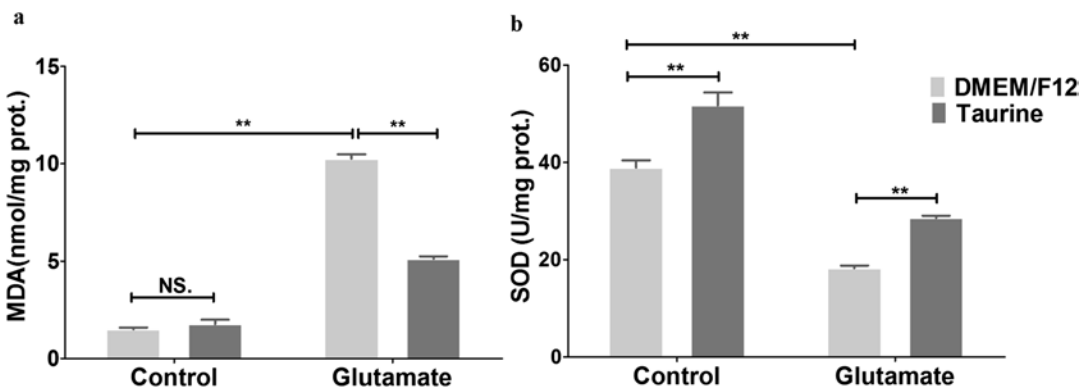 a
MDA(nmol/mg prot.)
15
10
5
0
**
**
NS.
Control
Glutamate
b
SOD (U/mg prot.)
60
40
20
0
**
**
**
Control
Glutamate
DMEM/F12
Taurine